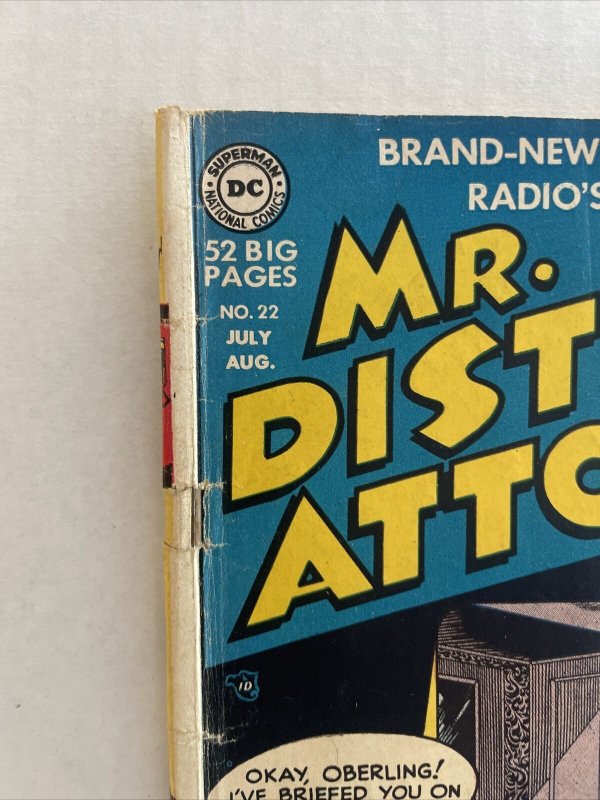 SUPERMAN
DC
NATIONAL COMICS
52 BIG
PAGES
NO. 22
JULY
AUG.
BRAND-NEW
RADIO'S
MR.
DIST
ATTO
ID
OKAY, OBERLING!
I'VE BRIEFED YOU ON